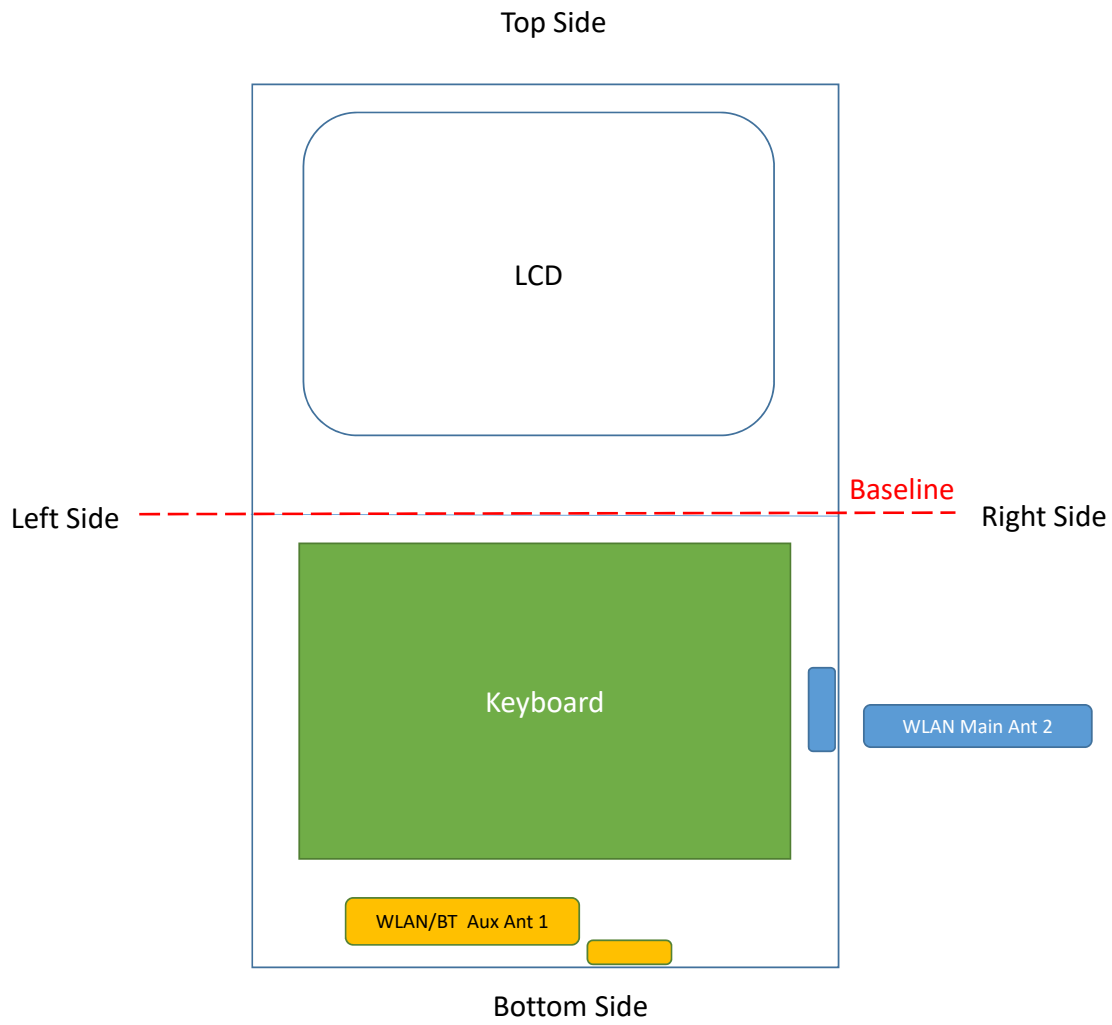 Top Side
LCD
Baseline
Left Side
Right Side
Keyboard
WLAN Main Ant 2
WLAN/BT  Aux Ant 1
Bottom Side